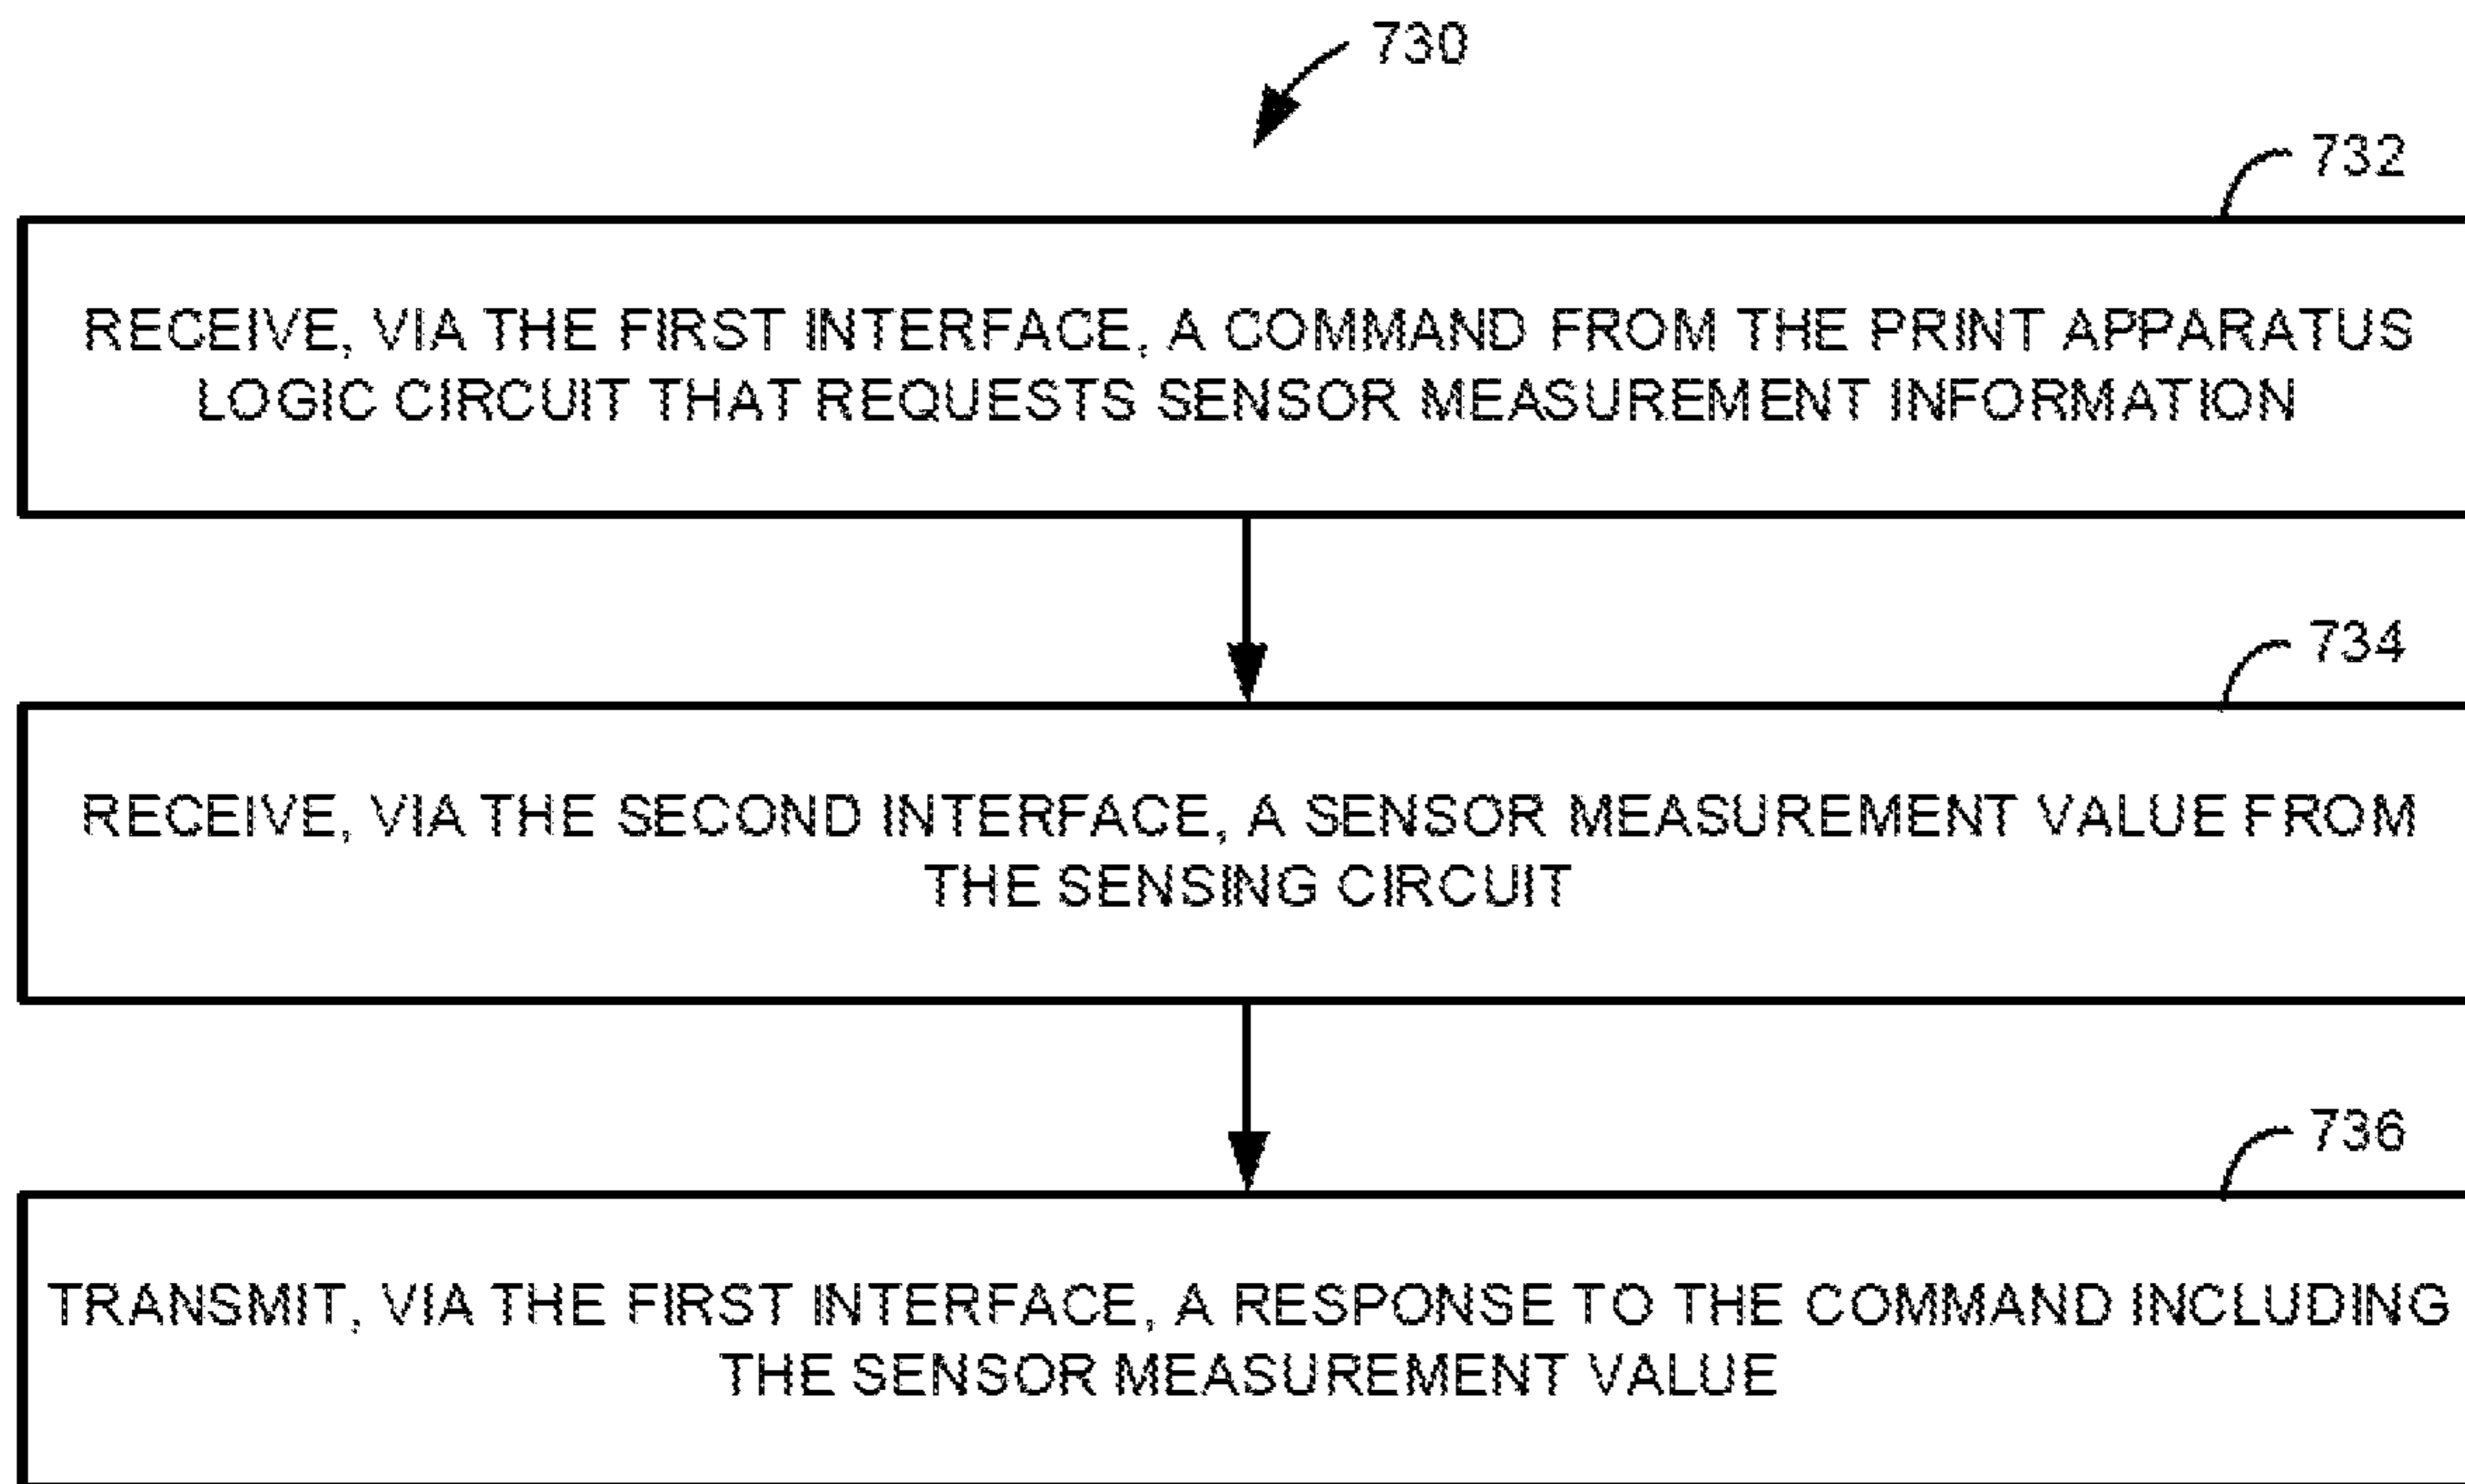 730
732
RECEIVE, VIA THE FIRST INTERFACE, A COMMAND FROM THE PRINT APPARATUS
LOGIC CIRCUIT THAT REQUESTS SENSOR MEASUREMENT INFORMATION
734
RECEIVE, VIA THE SECOND INTERFACE, A SENSOR MEASUREMENT VALUE FROM
THE SENSING CIRCUIT
736
TRANSMIT, VIA THE FIRST INTERFACE, A RESPONSE TO THE COMMAND INCLUDING
THE SENSOR MEASUREMENT VALUE